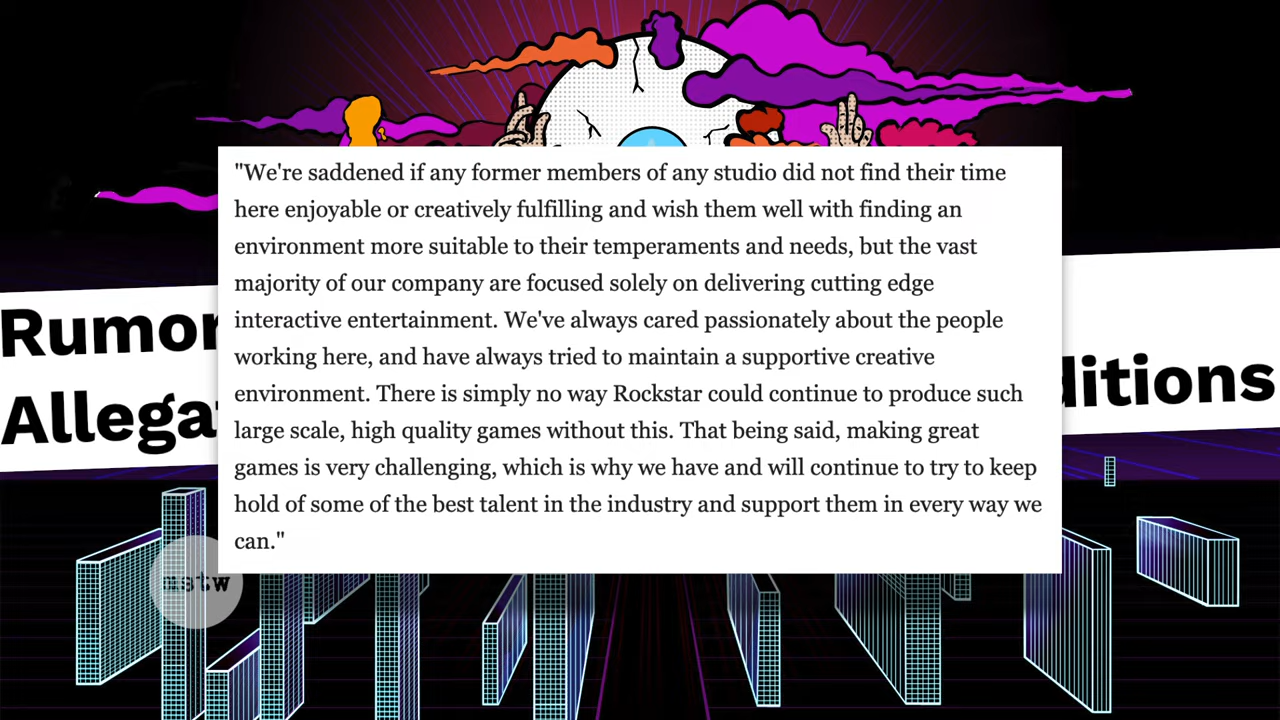 "We're saddened if any former members of any studio did not find their time
here enjoyable or creatively fulfilling and wish them well with finding an
environment more suitable to their temperaments and needs, but the vast
majority of our company are focused solely on delivering cutting edge
interactive entertainment. We've always cared passionately about the people
working here, and have always tried to maintain a supportive creative
environment. There is simply no way Rockstar could continue to produce such
large scale, high quality games without this. That being said, making great
games is very challenging, which is why we have and will continue to try to keep
hold of some of the best talent in the industry and support them in every way we
can."
Rumor
Allega
ditions
mstw